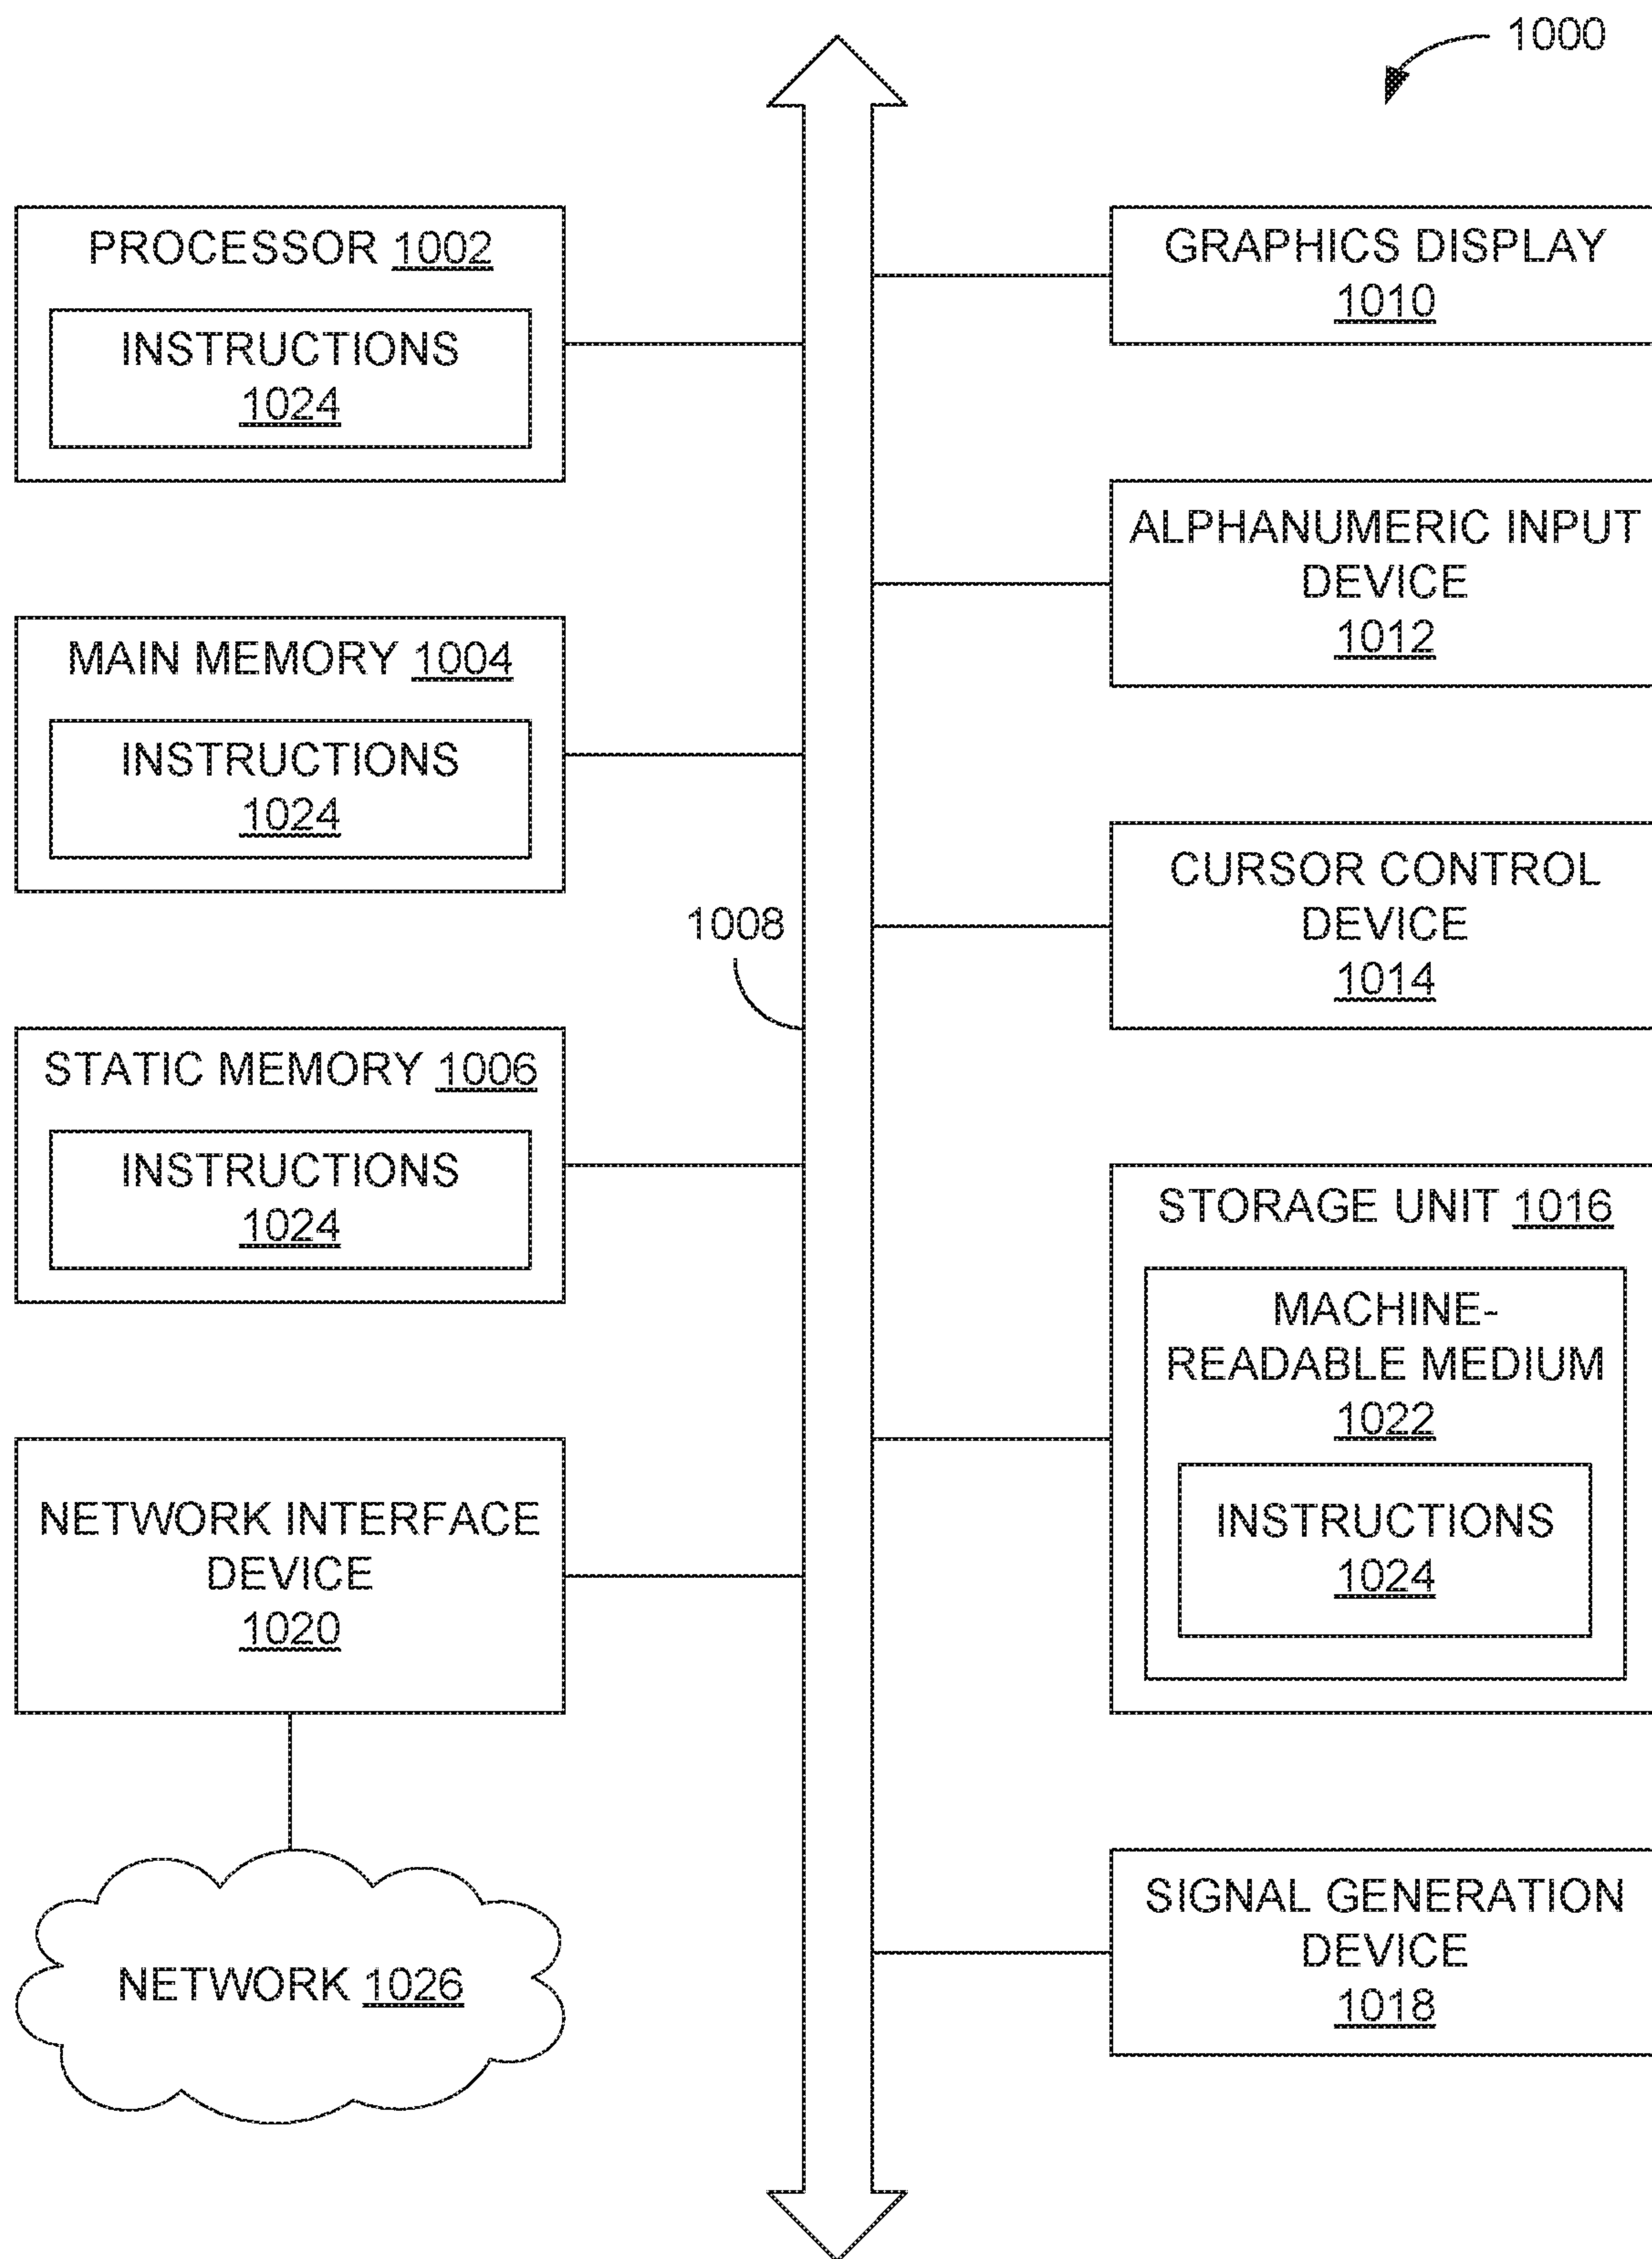 1000
PROCESSOR 1002
INSTRUCTIONS
1024
MAIN MEMORY 1004
INSTRUCTIONS
1024
1008
STATIC MEMORY 1006
INSTRUCTIONS
1024
NETWORK INTERFACE
DEVICE
1020
NETWORK 1026
GRAPHICS DISPLAY
1010
ALPHANUMERIC INPUT
DEVICE
1012
CURSOR CONTROL
DEVICE
1014
STORAGE UNIT 1016
MACHINE-
READABLE MEDIUM
1022
INSTRUCTIONS
1024
SIGNAL GENERATION
DEVICE
1018